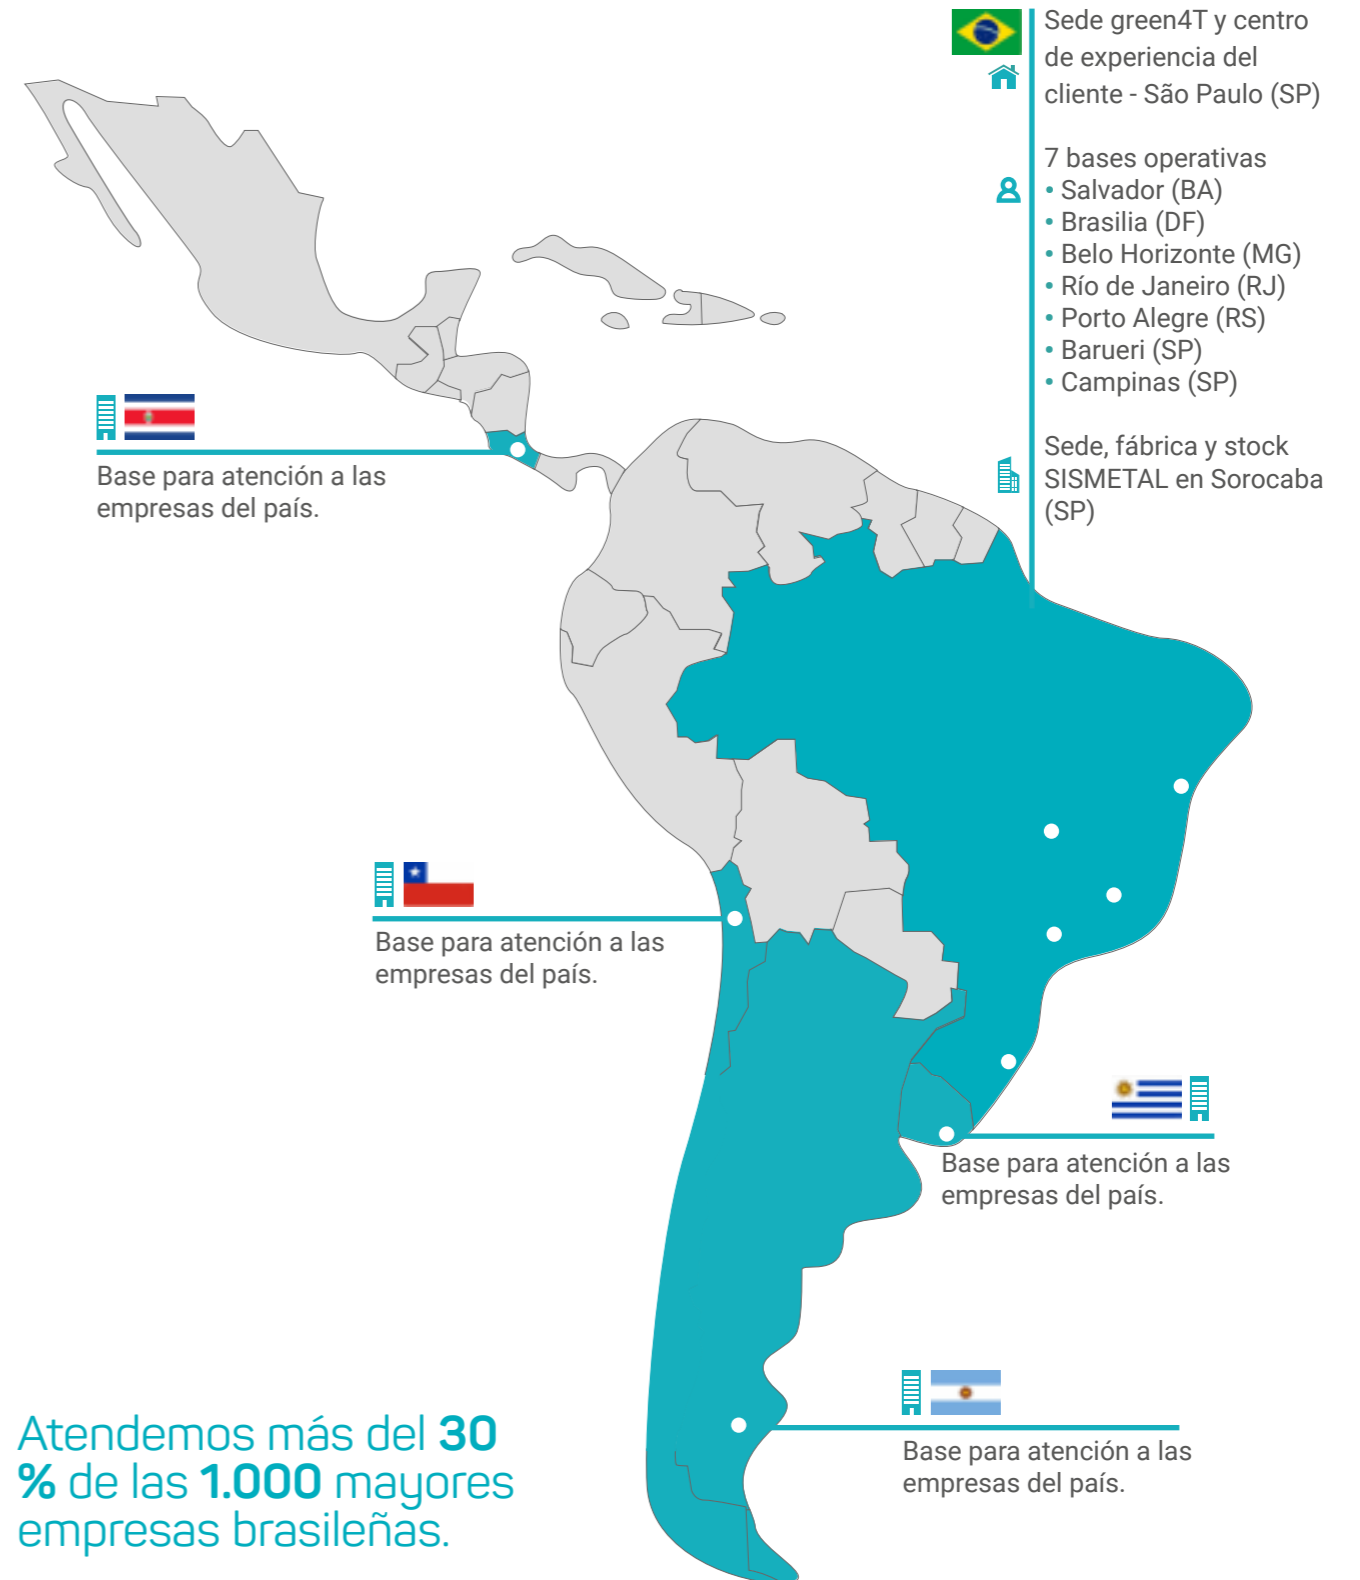 Sede green4T y centro
de experiencia del
cliente - São Paulo (SP)
7 bases operativas
• Salvador (BA)
• Brasilia (DF)
• Belo Horizonte (MG)
• Río de Janeiro (RJ)
• Porto Alegre (RS)
• Barueri (SP)
• Campinas (SP)
Sede, fábrica y stock
SISMETAL en Sorocaba
(SP)
Base para atención a las
empresas del país.
Base para atención a las
empresas del país.
Base para atención a las
empresas del país.
Base para atención a las
empresas del país.
Atendemos más del 30
% de las 1.000 mayores
empresas brasileñas.